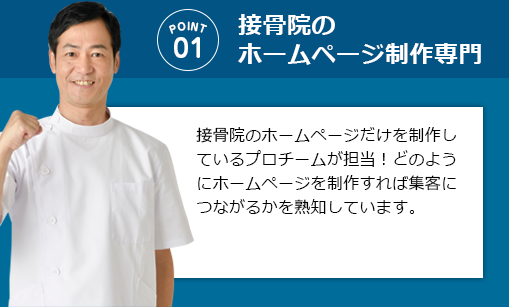 POINT
01
接骨院の
ホームページ制作専門
接骨院のホームページだけを制作し
ているプロチームが担当！どのよう
にホームページを制作すれば集客に
つながるかを熟知しています。